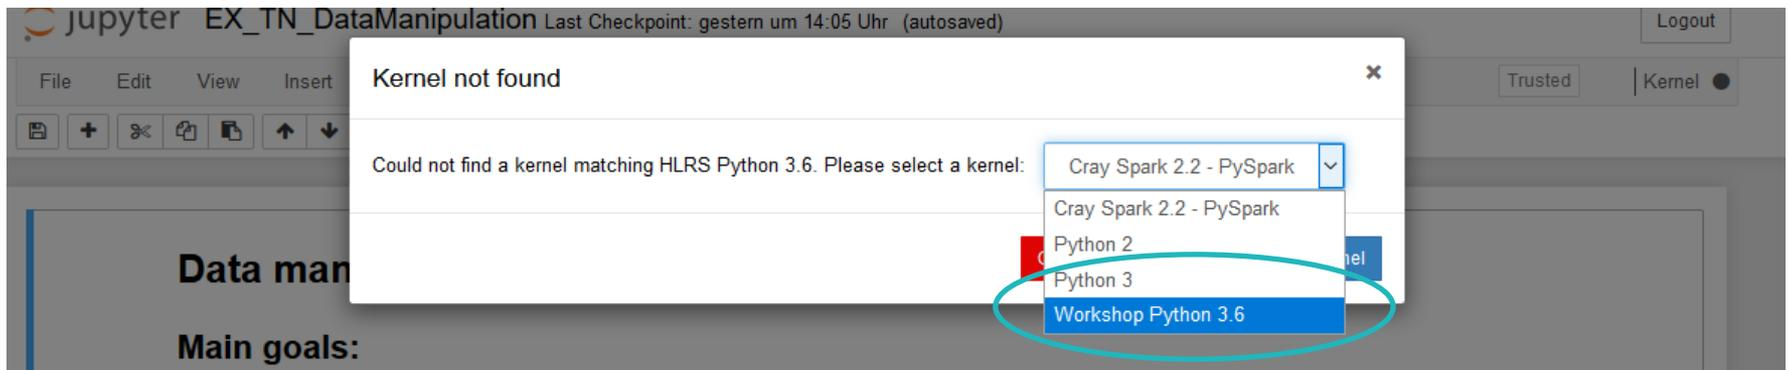 jupyter EX_TN_DataManipulation Last Checkpoint: gestern um 14:05 Uhr (autosaved)
Logout
File Edit View Insert
Trusted
Kernel
Kernel not found
Could not find a kernel matching HLRS Python 3.6. Please select a kernel:
Cray Spark 2.2 - PySpark
Cray Spark 2.2 - PySpark
Python 2
Python 3
Workshop Python 3.6
Data man
Main goals: